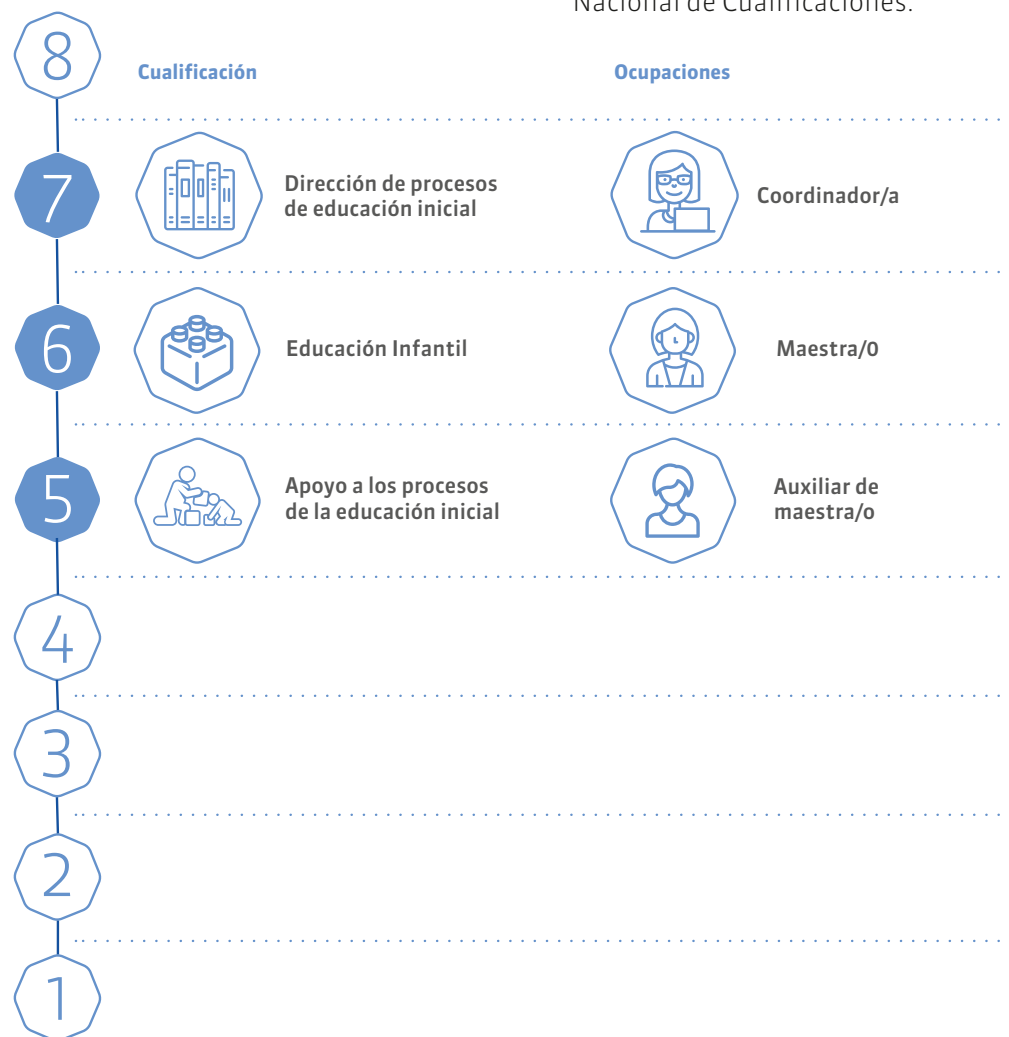 Nacional de Cualificaciones.
8
Cualificación
Ocupaciones
7
Dirección de procesos
de educación inicial
Coordinador/a
6
Educación Infantil
Maestra/0
5
Apoyo a los procesos
de la educación inicial
Auxiliar de
maestra/o
4
3
2
1